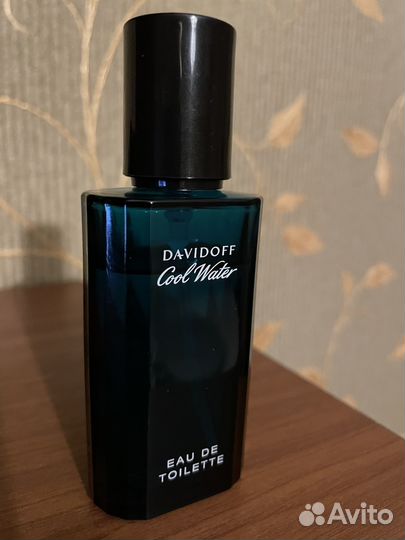 DAVIDOFF
Cool Water
EAU DE
TOILETTE
Avito